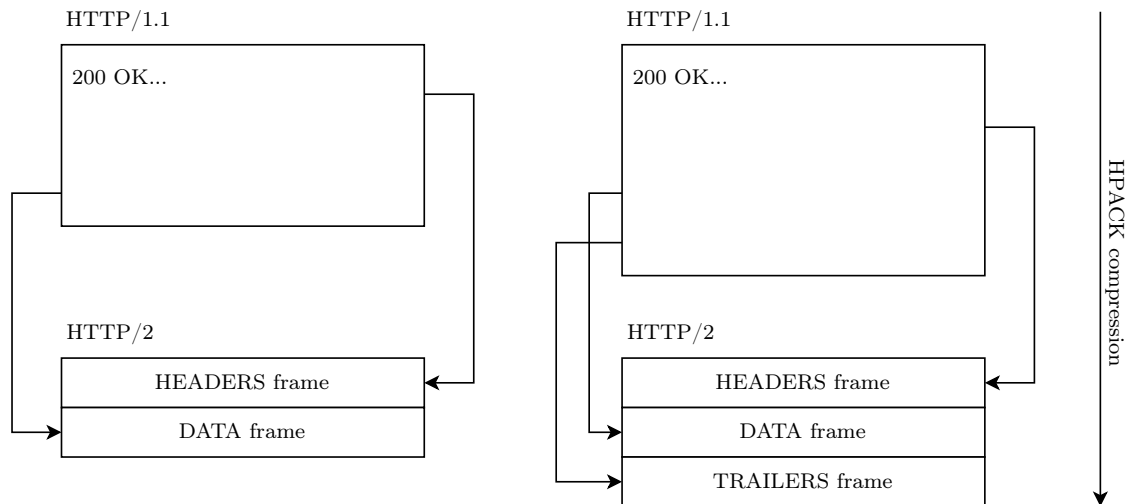 HTTP/1.1
200 OK...
HTTP/2
HEADERS frame
DATA frame
HTTP/1.1
200 OK...
HTTP/2
HEADERS frame
DATA frame
TRAILERS frame
HPACK compression